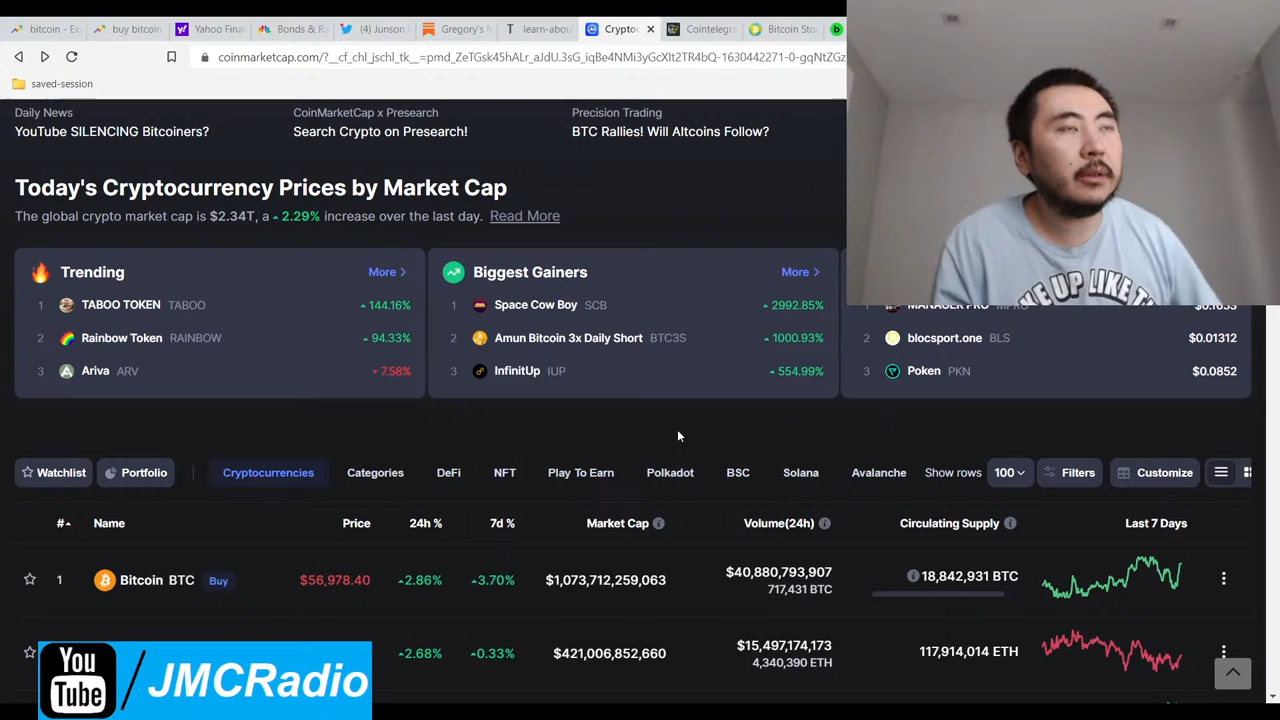 bitcoin - Ex
buy bitcoin
Yahoo Finan
Bonds & Ra
(4) Junson
Gregory's N
learn-abou
Cryptoc
Cointelegra
Bitcoin Stoc
coinmarketcap.com/?__cf_chl_jschl_tk__=pmd_ZeTGsk45hALr_aJdU.3sG_iqBe4NMi3yGcXIt2TR4bQ-1630442271-0-gqNtZGz
saved-session
Daily News
CoinMarketCap x Presearch
Precision Trading
YouTube SILENCING Bitcoiners?
Search Crypto on Presearch!
BTC Rallies! Will Altcoins Follow?
Today's Cryptocurrency Prices by Market Cap
The global crypto market cap is $2.34T, a 2.29% increase over the last day. Read More
Trending More
1 TABOO TOKEN TABOO 144.16%
2 Rainbow Token RAINBOW 94.33%
3 Ariva ARV 7.58%
Biggest Gainers More
1 Space Cow Boy SCB 2992.85%
2 Amun Bitcoin 3x Daily Short BTC3S 1000.93%
3 InfinitUp IUP 554.99%
2 blocsport.one BLS $0.01312
3 Poken PKN $0.0852
Watchlist Portfolio Cryptocurrencies Categories DeFi NFT Play To Earn Polkadot BSC Solana Avalanche Show rows 100 Filters Customize
# Name Price 24h % 7d % Market Cap Volume(24h) Circulating Supply Last 7 Days
1 Bitcoin BTC Buy $56,978.40 2.86% 3.70% $1,073,712,259,063 $40,880,793,907 18,842,931 BTC
717,431 BTC
2.68% 0.33% $421,006,852,660 $15,497,174,173 117,914,014 ETH
4,340,390 ETH
You
Tube
/JMCRadio